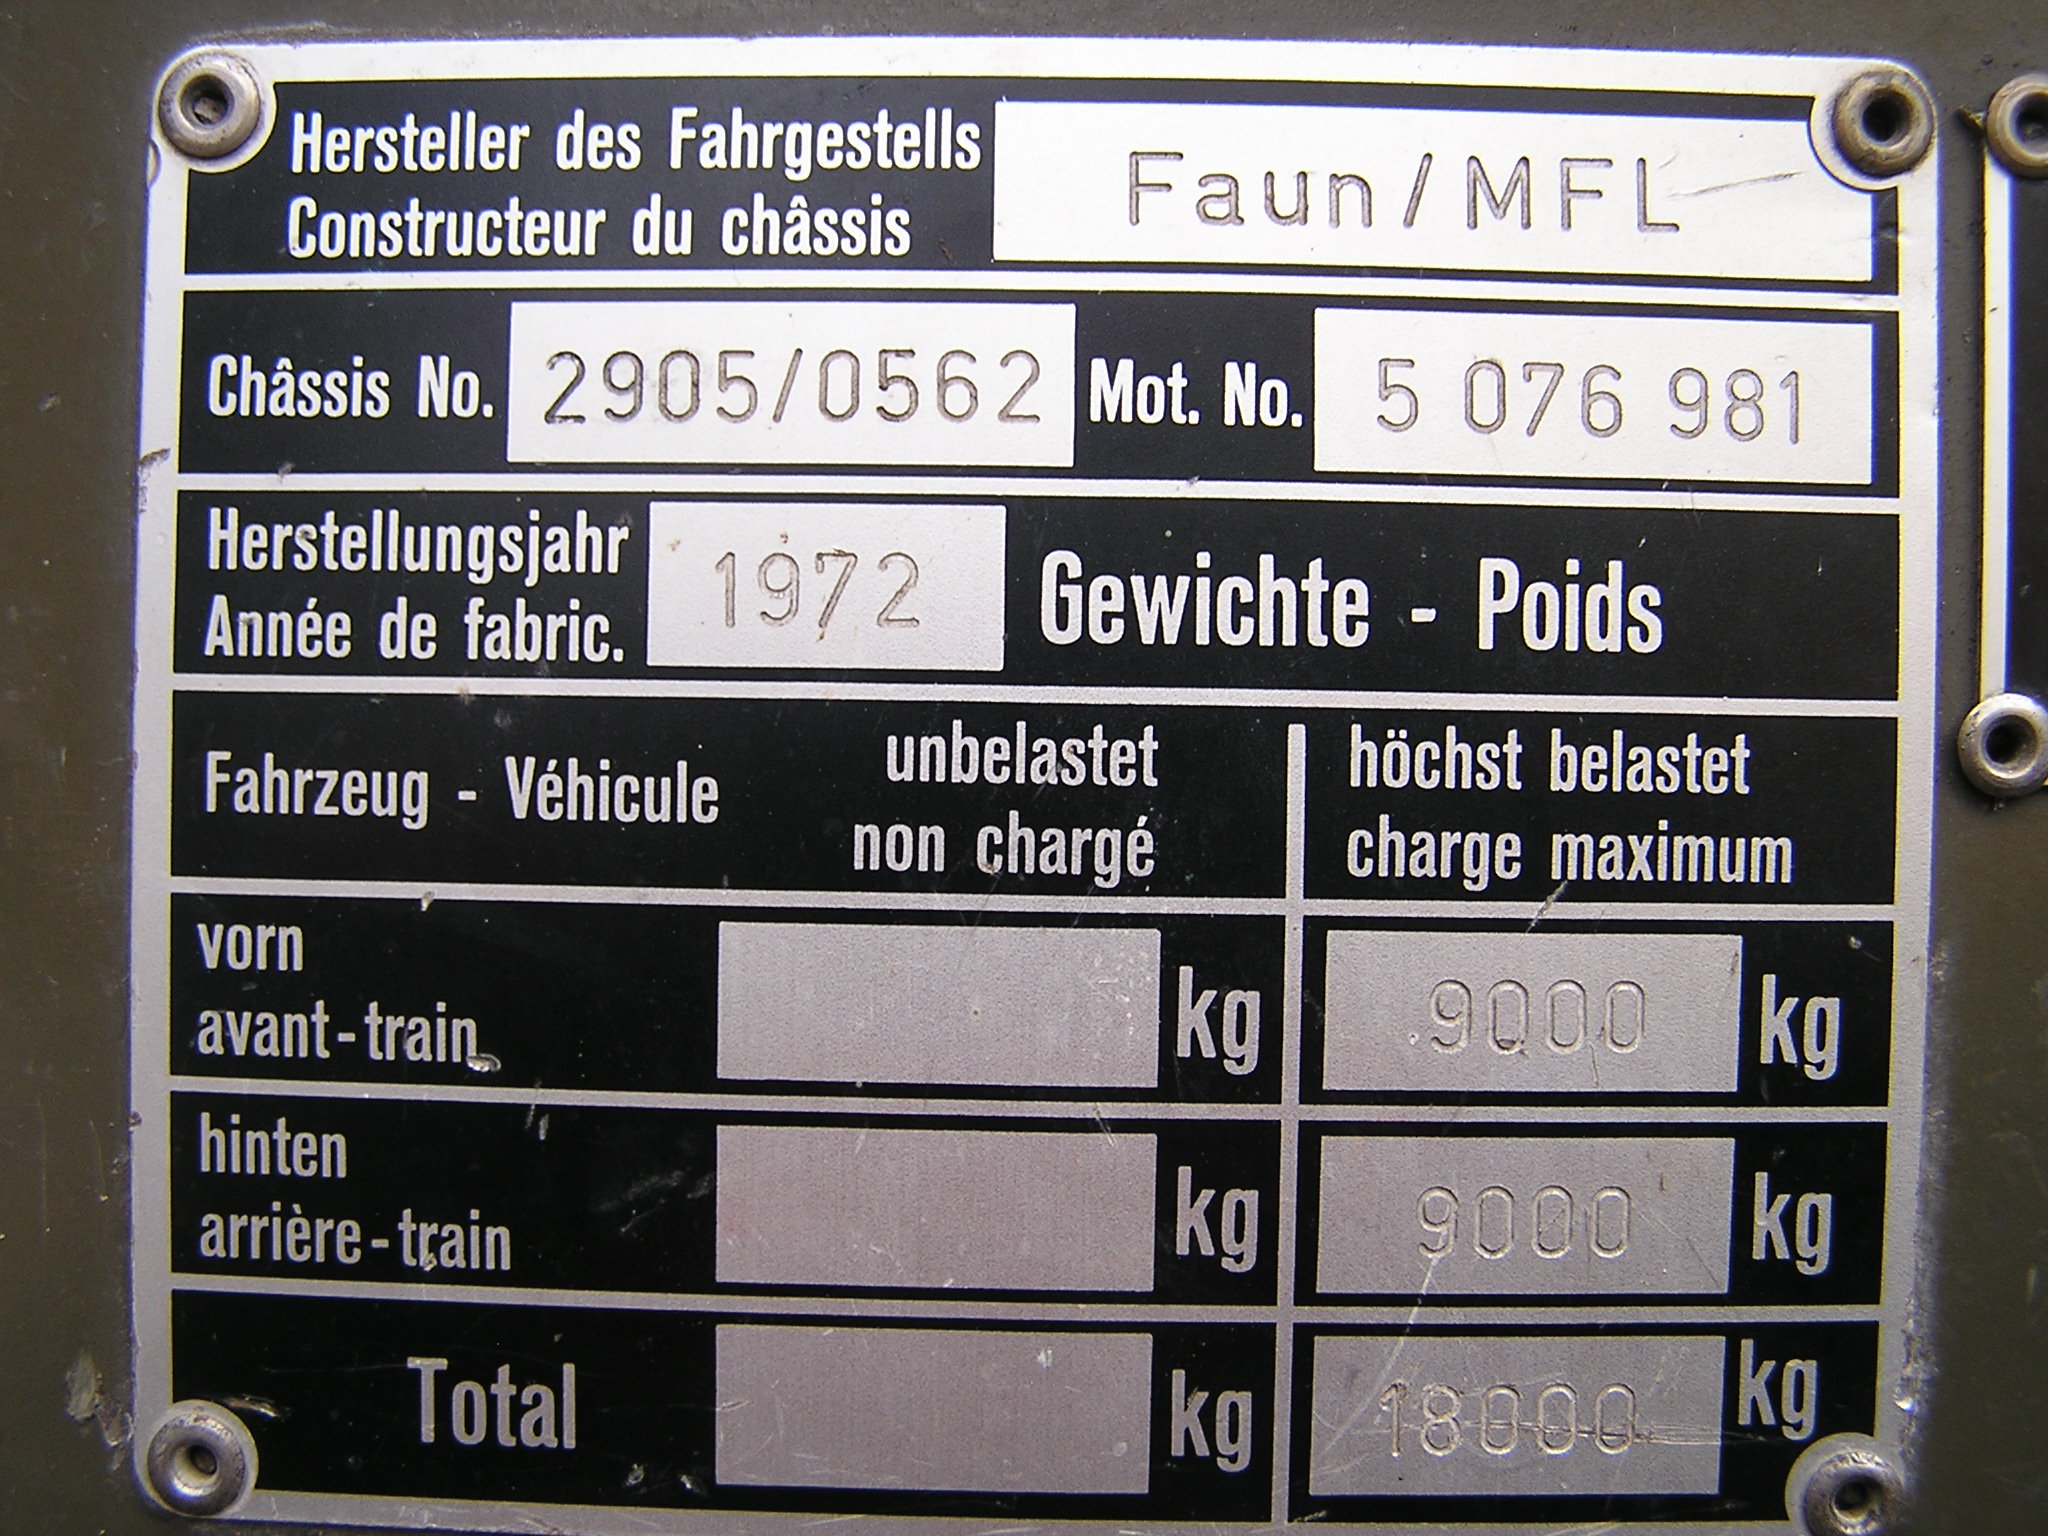 Hersteller des Fahrgestells
Constructeur du châssis
Faun/MFL
Châssis No. 2905/0562 Mot. No. 5 076 981
Herstellungsjahr
Année de fabric.
1972
Gewichte - Poids
Fahrzeug - Véhicule
unbelastet
non chargé
höchst belastet
charge maximum
vorn
avant-train
kg
9000 kg
hinten
arrière-train
kg
9000 kg
Total
kg
18000 kg